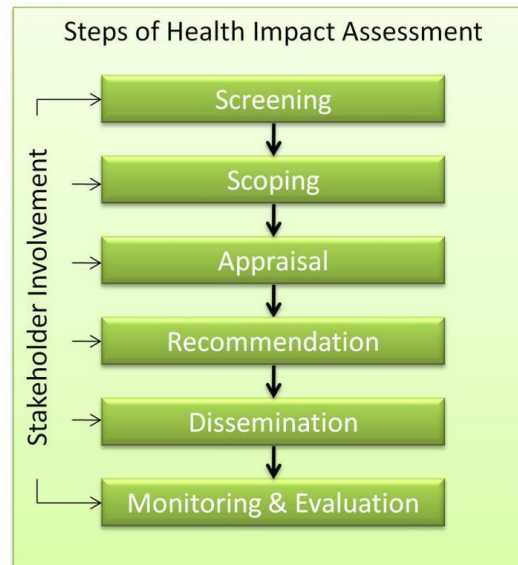 Steps of Health Impact Assessment
Stakeholder Involvement
Screening
Scoping
Appraisal
Recommendation
Dissemination
Monitoring & Evaluation